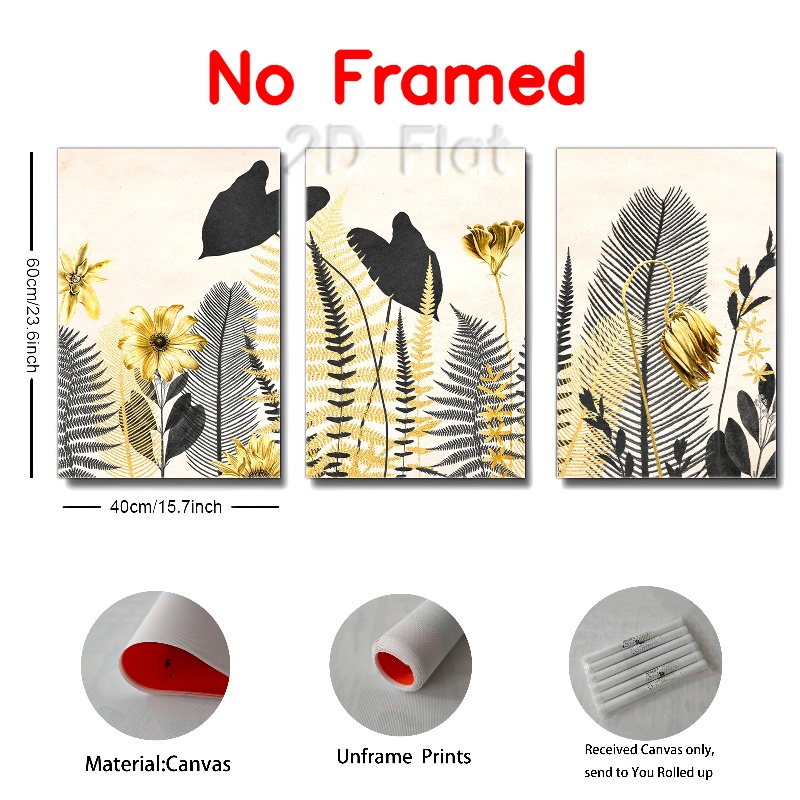 No Framed
2D Flat
60cm/23.6inch
40cm/15.7inch
Material:Canvas
Unframe Prints
Received Canvas only,
send to You Rolled up